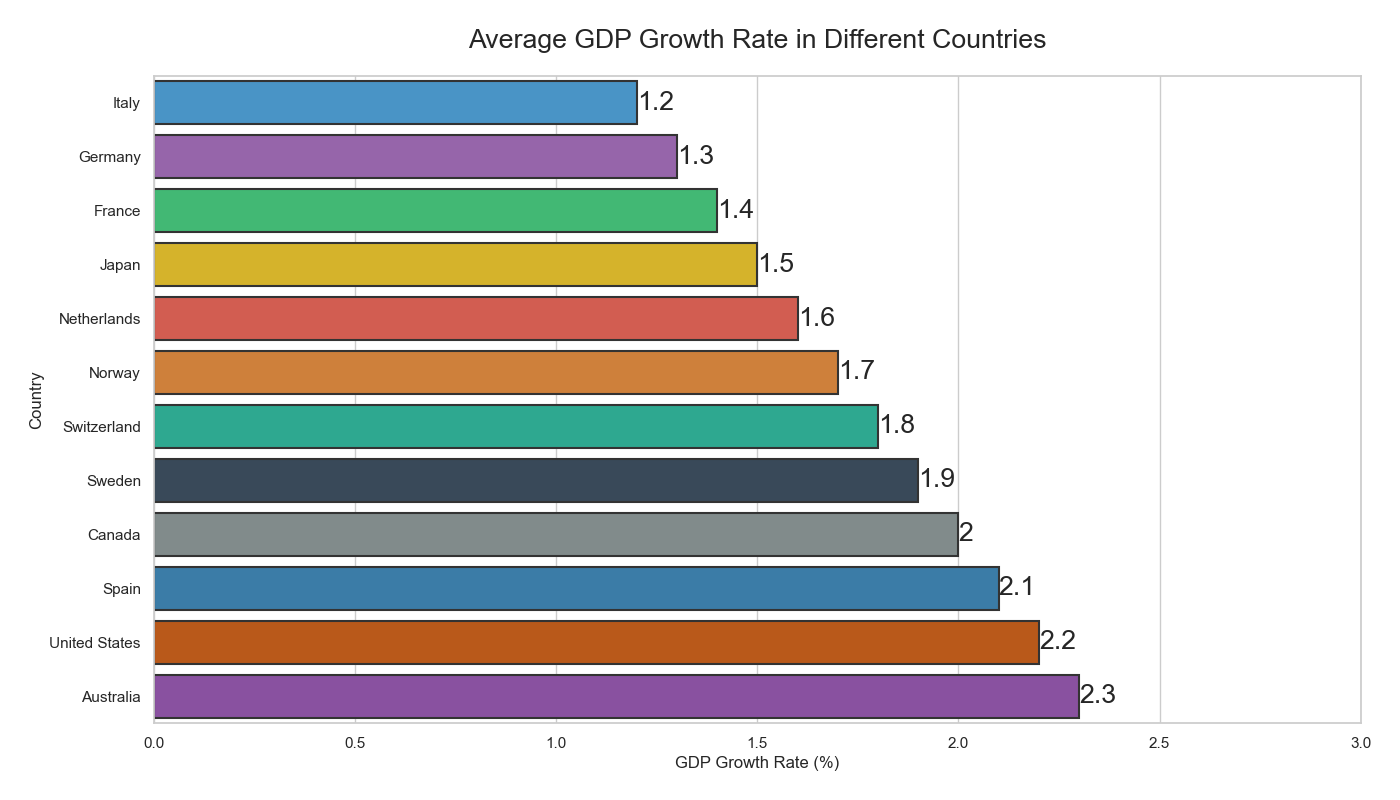 Average GDP Growth Rate in Different Countries
Italy 1.2
Germany 1.3
France 1.4
Japan 1.5
Netherlands 1.6
Norway 1.7
Switzerland 1.8
Sweden 1.9
Canada 2
Spain 2.1
United States 2.2
Australia 2.3
Country
0.0 0.5 1.0 1.5 2.0 2.5 3.0
GDP Growth Rate (%)